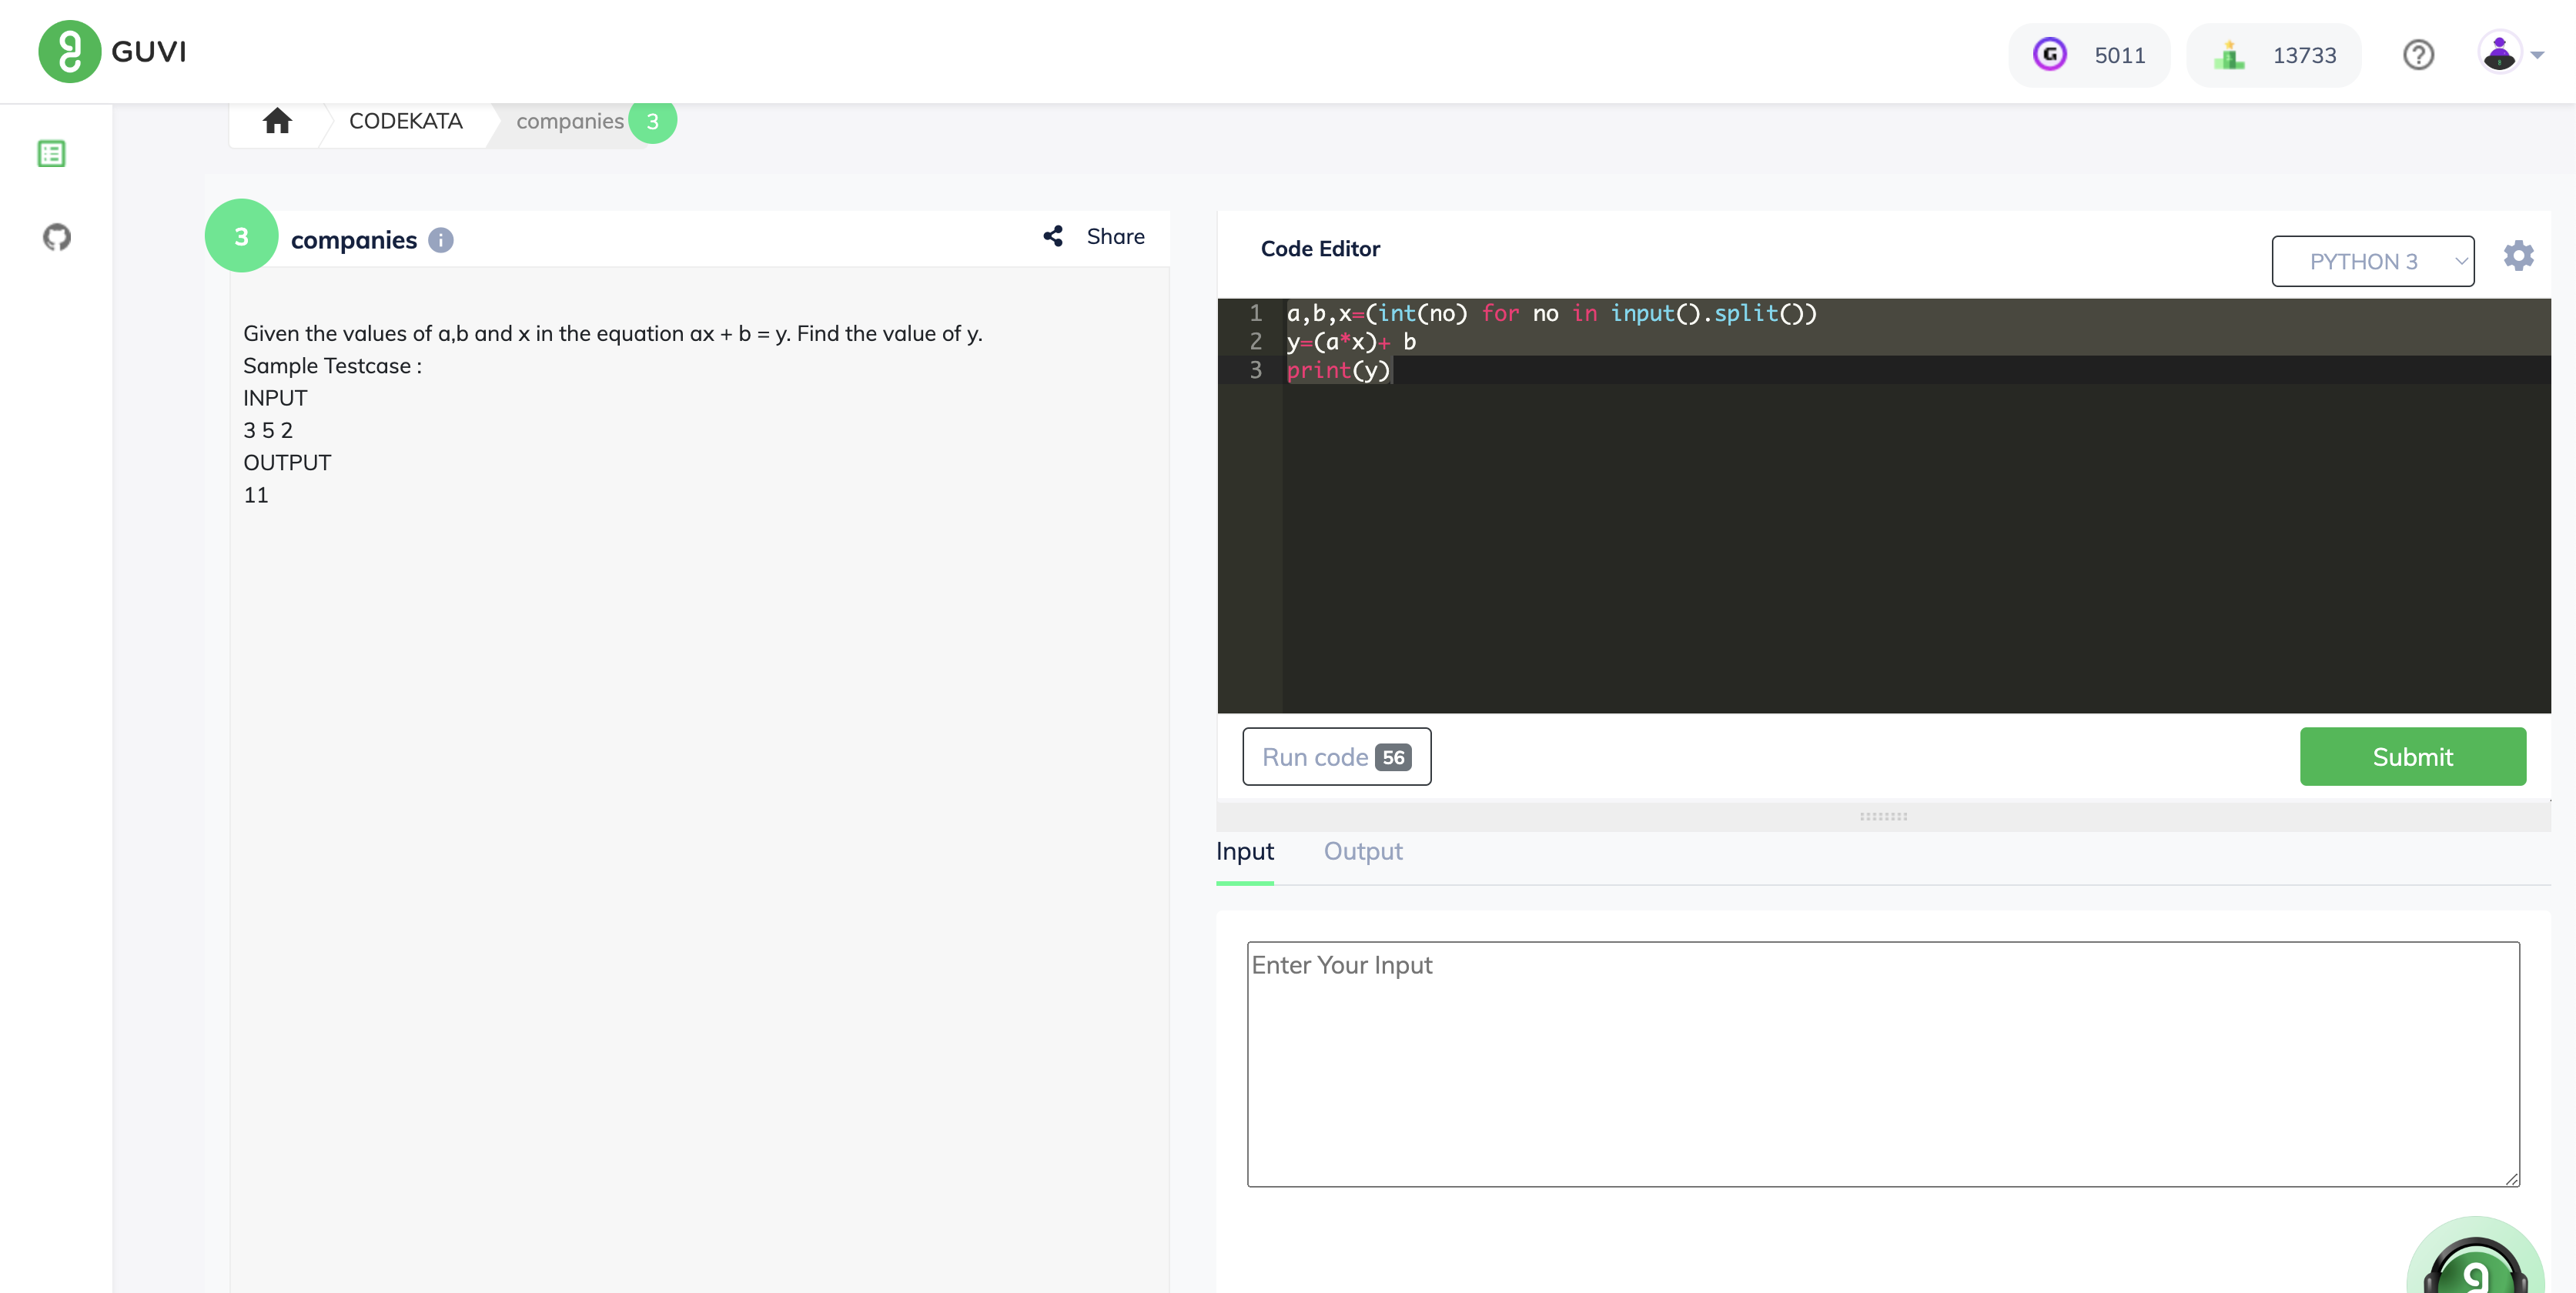 GUVI
5011
13733
CODEKATA
companies 3
3 companies
Share
Given the values of a,b and x in the equation ax + b = y. Find the value of y.
Sample Testcase :
INPUT
3 5 2
OUTPUT
11
Code Editor
PYTHON 3
1 a,b,x=(int(no) for no in input().split())
2 y=(a*x)+ b
3 print(y)
Run code 56
Submit
Input Output
Enter Your Input